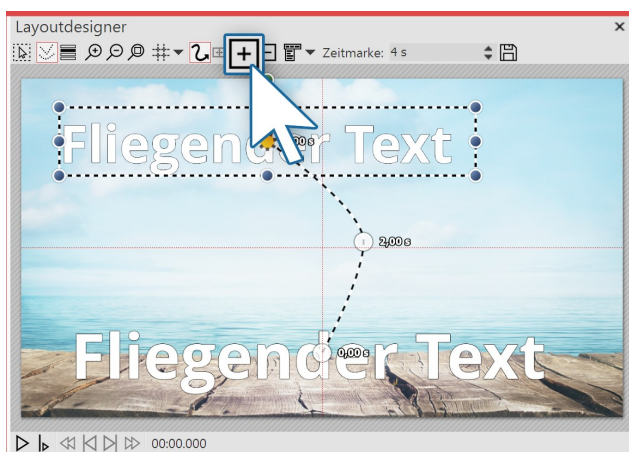 Layoutdesigner
Zeitmarke: 4 s
Fliegender Text
2,00 s
0,00 s
Fliegender Text
00:00.000